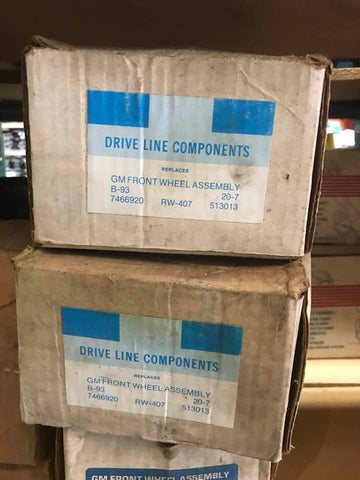 DRIVE LINE COMPONENTS
REPLACES
GM FRONT WHEEL ASSEMBLY
B-93 20-7
7466920 RW-407 513013
DRIVE LINE COMPONENTS
REPLACES
GM FRONT WHEEL ASSEMBLY
B-93 20-7
7466920 RW-407 513013
GM FRONT WHEEL ASSEMBLY